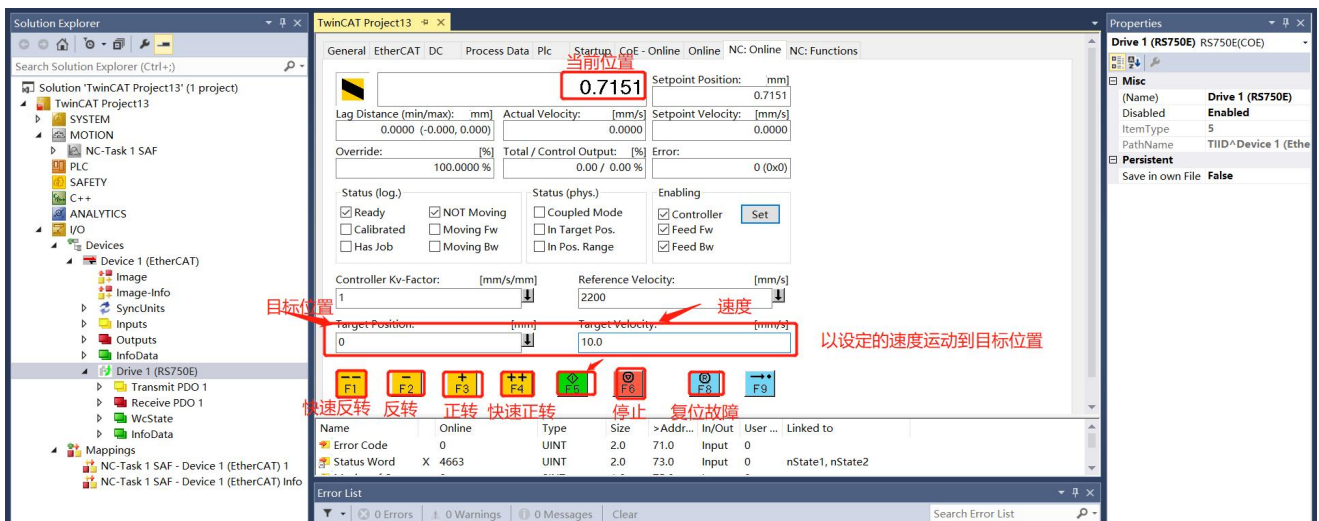 Solution Explorer
Search Solution Explorer (Ctrl+;)
Solution 'TwinCAT Project13' (1 project)
TwinCAT Project13
SYSTEM
MOTION
NC-Task 1 SAF
PLC
SAFETY
C++
ANALYTICS
I/O
Devices
Device 1 (EtherCAT)
Image
Image-Info
SyncUnits
Inputs
Outputs
InfoData
Drive 1 (RS750E)
Transmit PDO 1
Receive PDO 1
WcState
InfoData
Mappings
NC-Task 1 SAF - Device 1 (EtherCAT) 1
NC-Task 1 SAF - Device 1 (EtherCAT) Info
TwinCAT Project13
General EtherCAT DC Process Data Plc Startup CoE - Online Online NC: Online NC: Functions
当前位置
0.7151
Setpoint Position: mm]
0.7151
Lag Distance (min/max): mm] Actual Velocity: [mm/s] Setpoint Velocity: [mm/s]
0.0000 (-0.000, 0.000) 0.0000 0.0000
Override: [%] Total / Control Output: [%] Error:
100.0000 % 0.00 / 0.00 % 0 (0x0)
Status (log.) Status (phys.) Enabling
Ready NOT Moving Coupled Mode Controller Set
Calibrated Moving Fw In Target Pos. Feed Fw
Has Job Moving Bw In Pos. Range Feed Bw
Controller Kv-Factor: [mm/s/mm] Reference Velocity: [mm/s]
1 2200
目标位置 速度
Target Position: [mm] Target Velocity: [mm/s]
0 10.0
以设定的速度运动到目标位置
-- - + ++
F1 F2 F3 F4 F5 F6 F8 F9
快速反转 反转 正转 快速正转 停止 复位故障
Name Online Type Size >Addr... In/Out User ... Linked to
Error Code 0 UINT 2.0 71.0 Input 0
Status Word X 4663 UINT 2.0 73.0 Input 0 nState1, nState2
Error List
0 Errors 0 Warnings 0 Messages Clear Search Error List
Properties
Drive 1 (RS750E) RS750E(COE)
Misc
(Name) Drive 1 (RS750E)
Disabled Enabled
ItemType 5
PathName TIID^Device 1 (Ethe
Persistent
Save in own File False